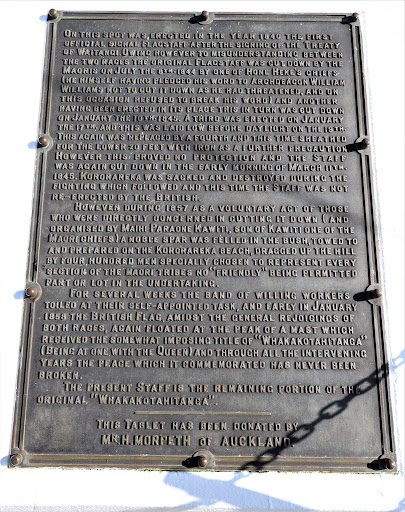 ON THIS SPOT WAS ERECTED IN THE YEAR 1840 THE FIRST
OFFICIAL SIGNAL FLAGSTAFF AFTER THE SIGNING OF THE TREATY
OF WAITANGI. OWING HOWEVER TO MISUNDERSTANDING BETWEEN
THE TWO RACES THE ORIGINAL FLAGSTAFF WAS CUT DOWN BY THE
MAORIS ON JULY THE 8TH 1844 BY ONE OF HONI HEKE'S CHIEFS.
HEKE HIMSELF HAVING PLEDGED THE WORD TO ARCHDEACON WILLIAM
WILLIAMS NOT TO CUT IT DOWN AS HE HAD THREATENED, AND ON
THIS OCCASION REFUSED TO BREAK HIS WORD) AND ANOTHER
HAVING BEEN ERECTED IN ITS PLACE THIS IN TURN WAS CUT DOWN
ON JANUARY THE 10TH 1845. A THIRD WAS ERECTED ON JANUARY
THE 17TH AND THIS WAS LAID LOW BEFORE DAYLIGHT ON THE 19TH.
THIS AGAIN WAS REPLACED BY A FOURTH AND THIS TIME SHEATHED
FOR THE LOWER 20 FEET WITH IRON AS A FURTHER PRECAUTION.
HOWEVER THIS PROVED NO PROTECTION AND THE STAFF
WAS AGAIN CUT DOWN IN THE EARLY MORNING OF MARCH 11TH
1845. KORORAREKA WAS SACKED AND DESTROYED DURING THE
FIGHTING WHICH FOLLOWED AND THIS TIME THE STAFF WAS NOT
RE-ERECTED BY THE BRITISH.
HOWEVER DURING 1857 AS A VOLUNTARY ACT OF THOSE
WHO WERE DIRECTLY CONCERNED IN CUTTING IT DOWN (AND
ORGANISED BY MAIHI PARAONE KAWITI, SON OF KAWITI ONE OF THE
MAORI CHIEFS) ANOTHER SPAR WAS FELLED IN THE BUSH, TOWED TO
AND PREPARED ON THE KORORAREKA BEACH, DRAGGED UP THE HILL
BY FOUR HUNDRED MEN SPECIALLY CHOSEN TO REPRESENT EVERY
SECTION OF THE MAORI TRIBES NO "FRIENDLY" BEING PERMITTED
PART OR LOT IN THE UNDERTAKING.
FOR SEVERAL WEEKS THE BAND OF WILLING WORKERS
TOILED AT THEIR SELF-APPOINTED TASK, AND EARLY IN JANUARY
1858 THE BRITISH FLAG, AMIDST THE GENERAL REJOICINGS OF
BOTH RACES, AGAIN FLOATED AT THE PEAK OF A MAST WHICH
RECEIVED THE SOMEWHAT IMPOSING TITLE OF "WHAKAKOTAHITANGA"
(BEING AT ONE WITH THE QUEEN) AND THROUGH ALL THE INTERVENING
YEARS THE PEACE WHICH IT COMMEMORATED HAS NEVER BEEN
BROKEN.
THE PRESENT STAFF IS THE REMAINING PORTION OF THE
ORIGINAL "WHAKAKOTAHITANGA".
THIS TABLET HAS BEEN DONATED BY
MR. H. MORPETH OF AUCKLAND.